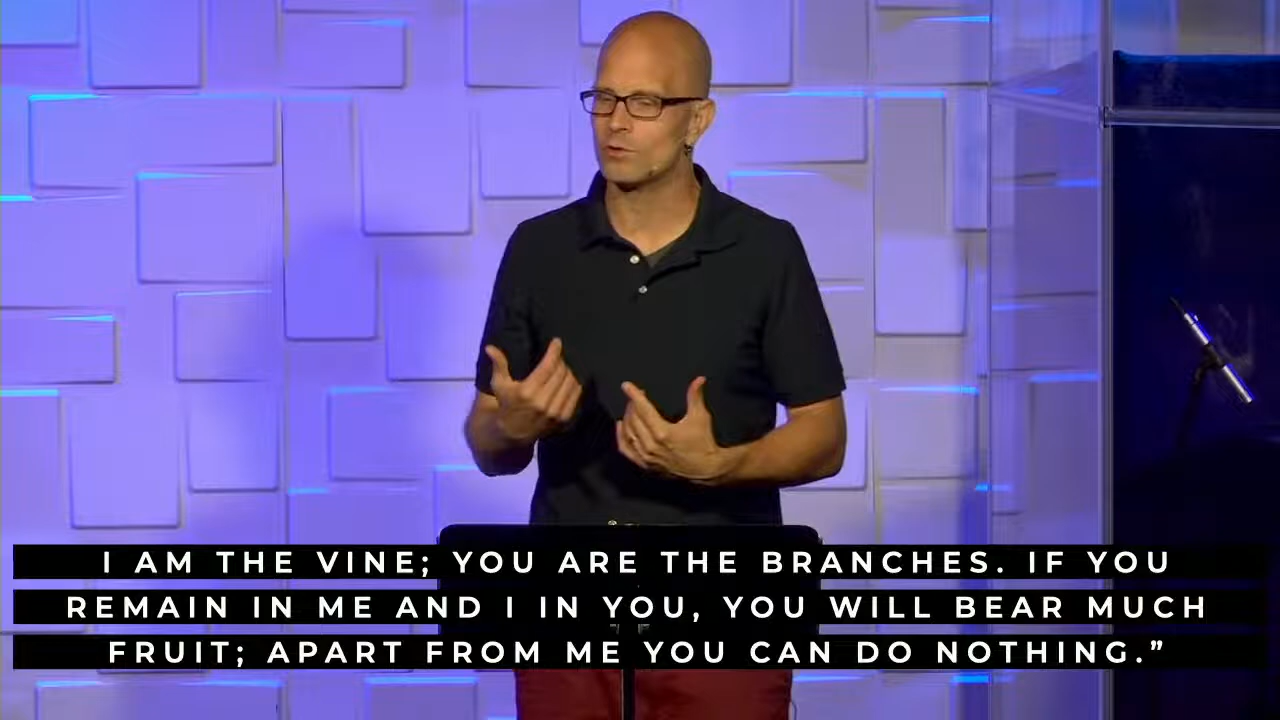 I AM THE VINE; YOU ARE THE BRANCHES. IF YOU
REMAIN IN ME AND I IN YOU, YOU WILL BEAR MUCH
FRUIT; APART FROM ME YOU CAN DO NOTHING.”